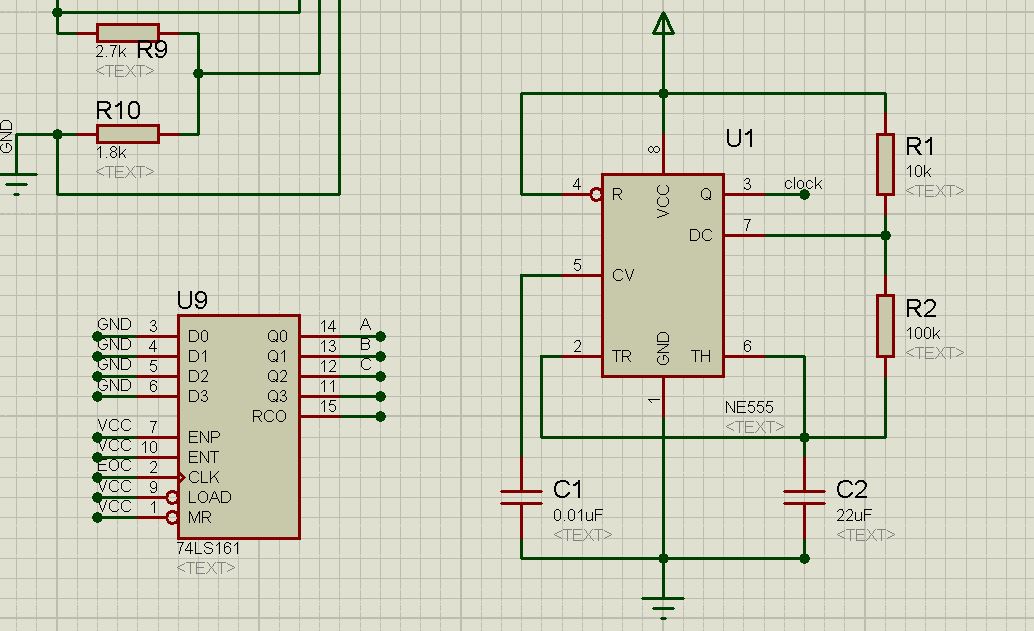 2.7k R9
<TEXT>
R10
1.8k
<TEXT>
GND
U1
8
VCC
4 R
Q 3 clock
DC 7
5 CV
2 TR
GND
TH 6
1
NE555
<TEXT>
R1
10k
<TEXT>
R2
100k
<TEXT>
C1
0.01uF
<TEXT>
C2
22uF
<TEXT>
U9
GND 3 D0 Q0 14 A
GND 4 D1 Q1 13 B
GND 5 D2 Q2 12 C
GND 6 D3 Q3 11
RCO 15
VCC 7 ENP
VCC 10 ENT
EOC 2 CLK
VCC 9 LOAD
VCC 1 MR
74LS161
<TEXT>